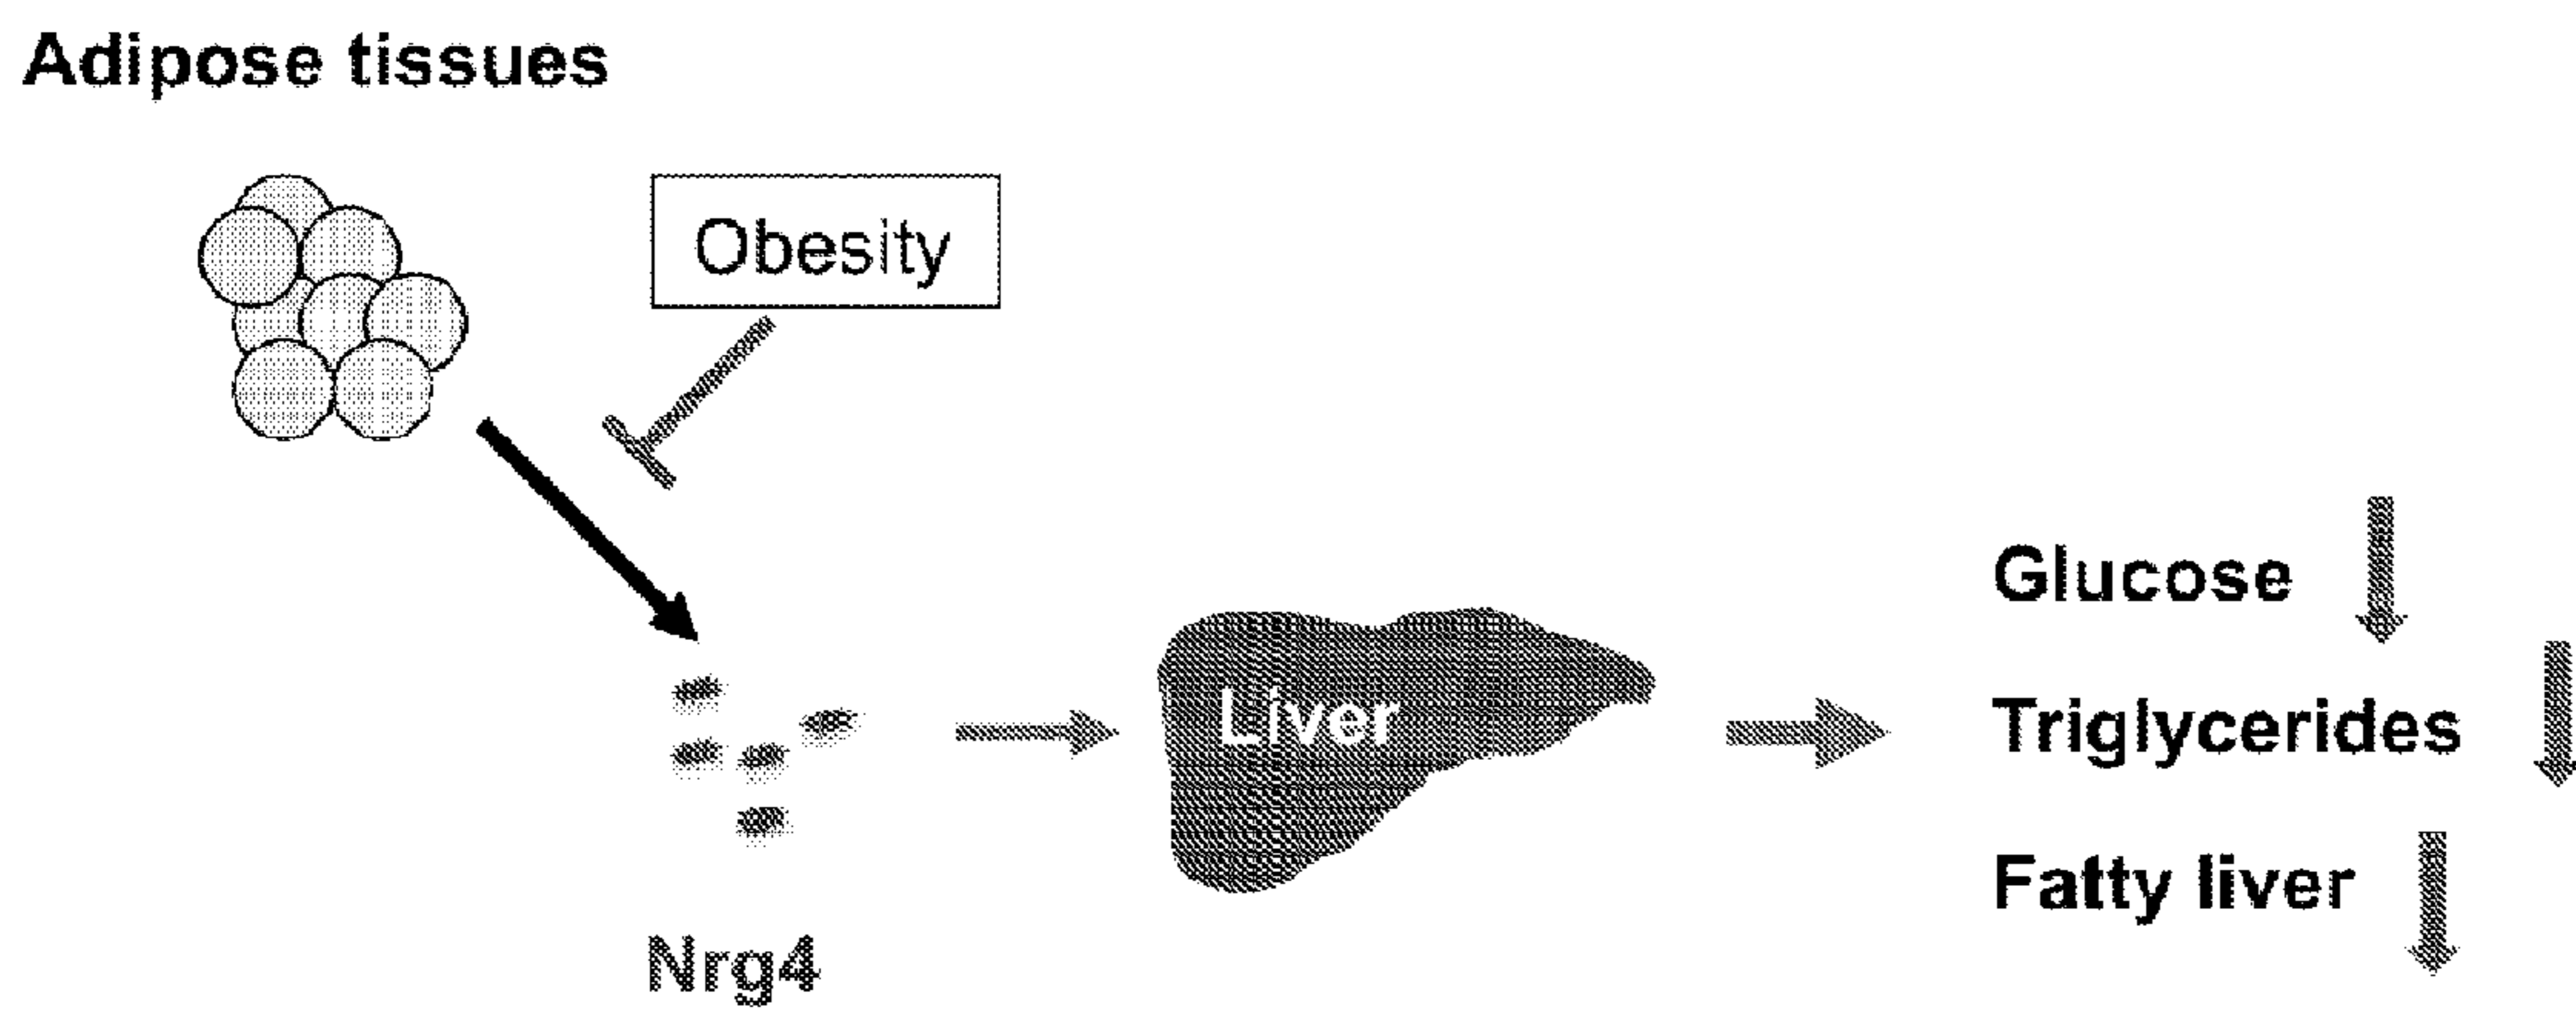 Adipose tissues
Obesity
Glucose
Liver
Triglycerides
Fatty liver
Nrg4